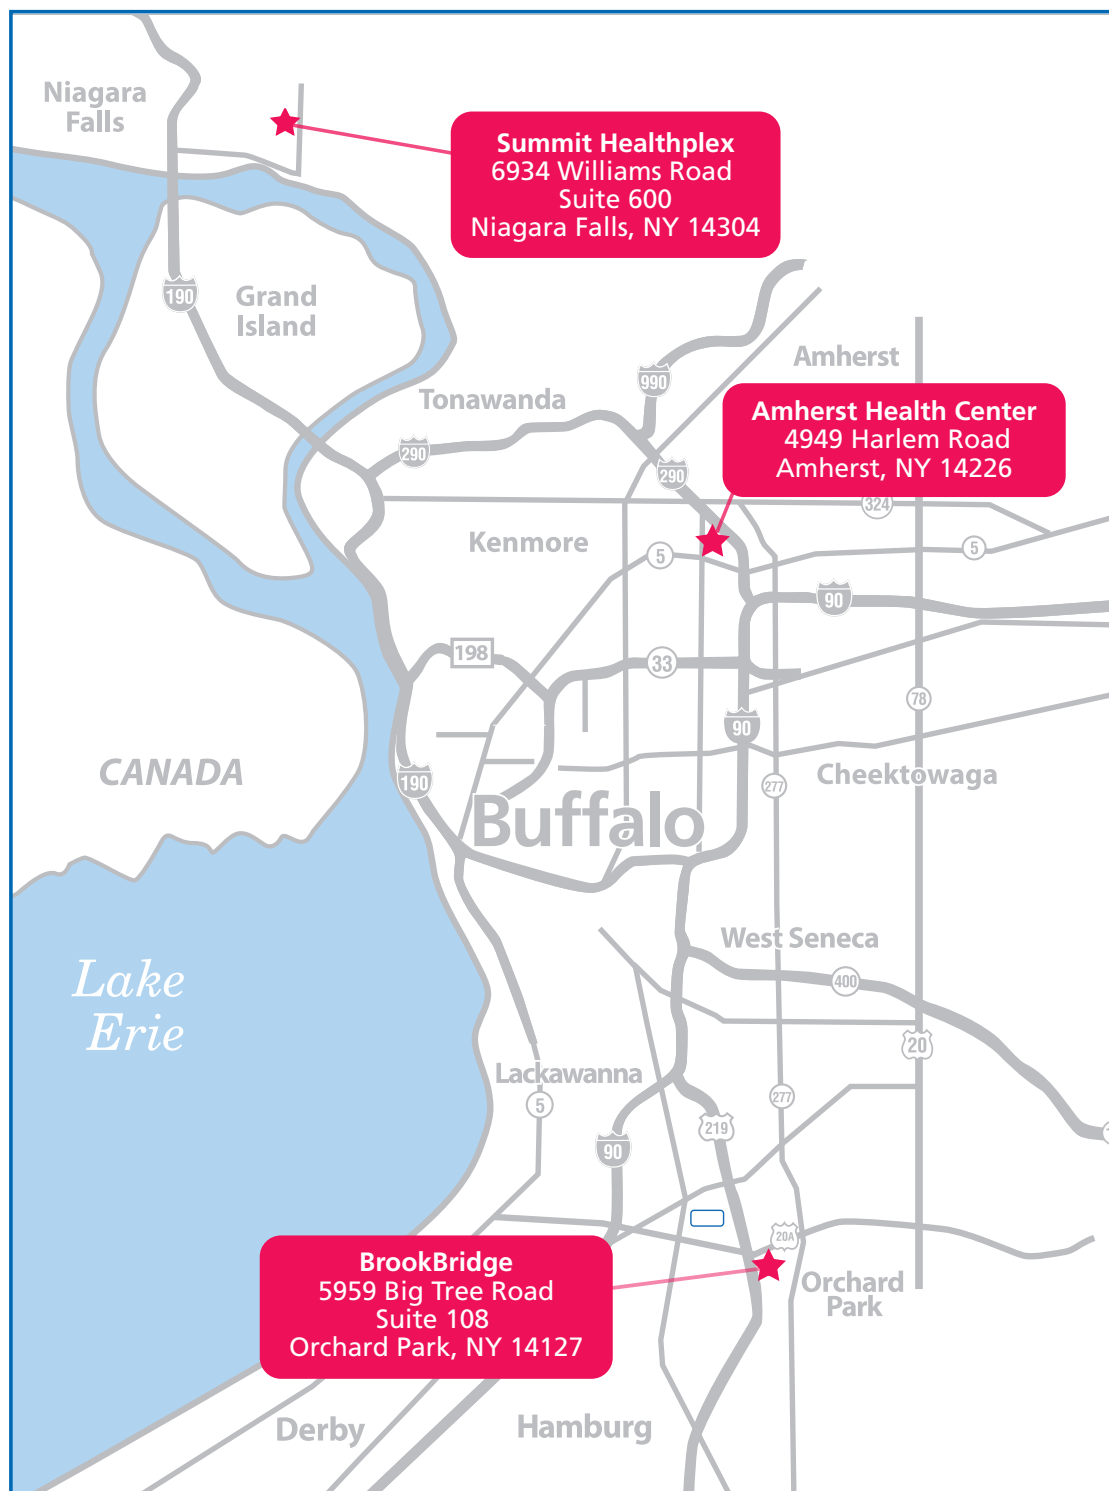 Niagara
Falls
Summit Healthplex
6934 Williams Road
Suite 600
Niagara Falls, NY 14304
190
Grand
Island
990
Amherst
Tonawanda
Amherst Health Center
4949 Harlem Road
Amherst, NY 14226
290
290
324
Kenmore
5
5
90
198
33
78
90
CANADA
190
277
Cheektowaga
Buffalo
West Seneca
Lake
Erie
400
20
Lackawanna
5
277
219
90
20A
BrookBridge
5959 Big Tree Road
Suite 108
Orchard Park, NY 14127
Orchard
Park
Derby
Hamburg